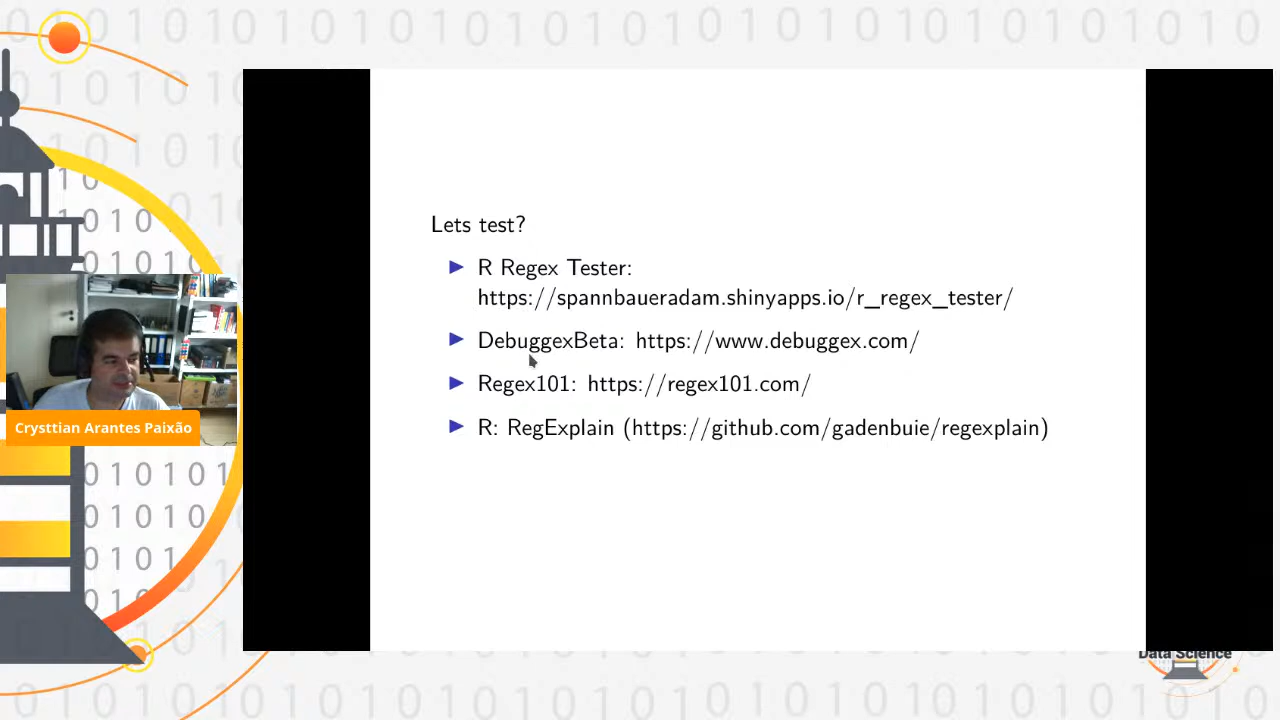 Lets test?
R Regex Tester:
https://spannbaueradam.shinyapps.io/r_regex_tester/
DebuggexBeta: https://www.debuggex.com/
Regex101: https://regex101.com/
R: RegExplain (https://github.com/gadenbuie/regexplain)
Crysttian Arantes Paixão
Data Science